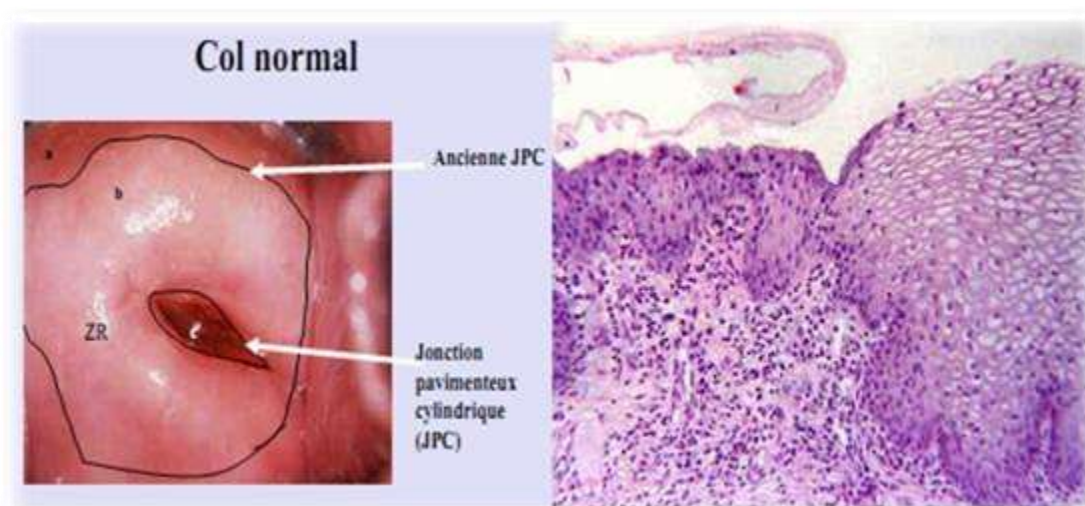 Col normal
a
Ancienne JPC
b
ZR
c
Jonction
pavimenteux
cylindrique
(JPC)